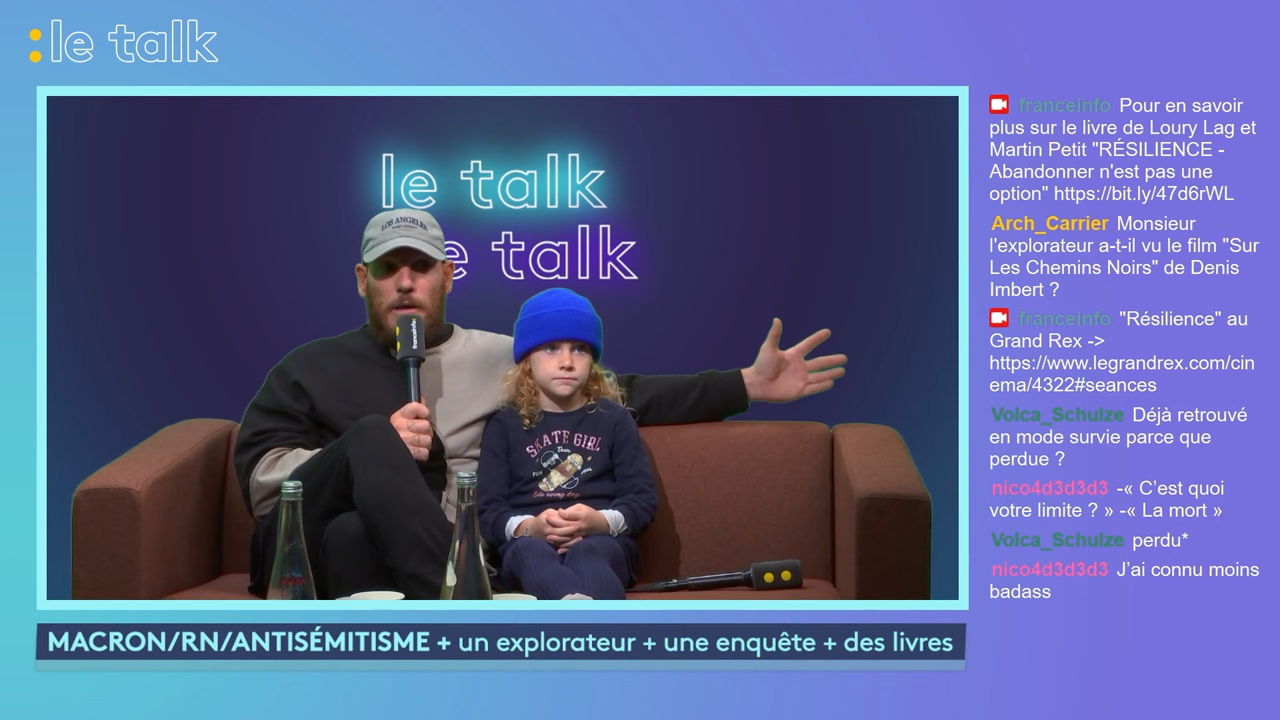 :le talk
le talk
e talk
LOS ANGELES
franceinfo:
SKATE GIRL
Team
franceinfo Pour en savoir
plus sur le livre de Loury Lag et
Martin Petit "RÉSILIENCE -
Abandonner n'est pas une
option" https://bit.ly/47d6rWL
Arch_Carrier Monsieur
l'explorateur a-t-il vu le film "Sur
Les Chemins Noirs" de Denis
Imbert ?
franceinfo "Résilience" au
Grand Rex ->
https://www.legrandrex.com/cin
ema/4322#seances
Volca_Schulze Déjà retrouvé
en mode survie parce que
perdue ?
nico4d3d3d3 -« C’est quoi
votre limite ? » -« La mort »
Volca_Schulze perdu*
nico4d3d3d3 J’ai connu moins
badass
MACRON/RN/ANTISÉMITISME + un explorateur + une enquête + des livres